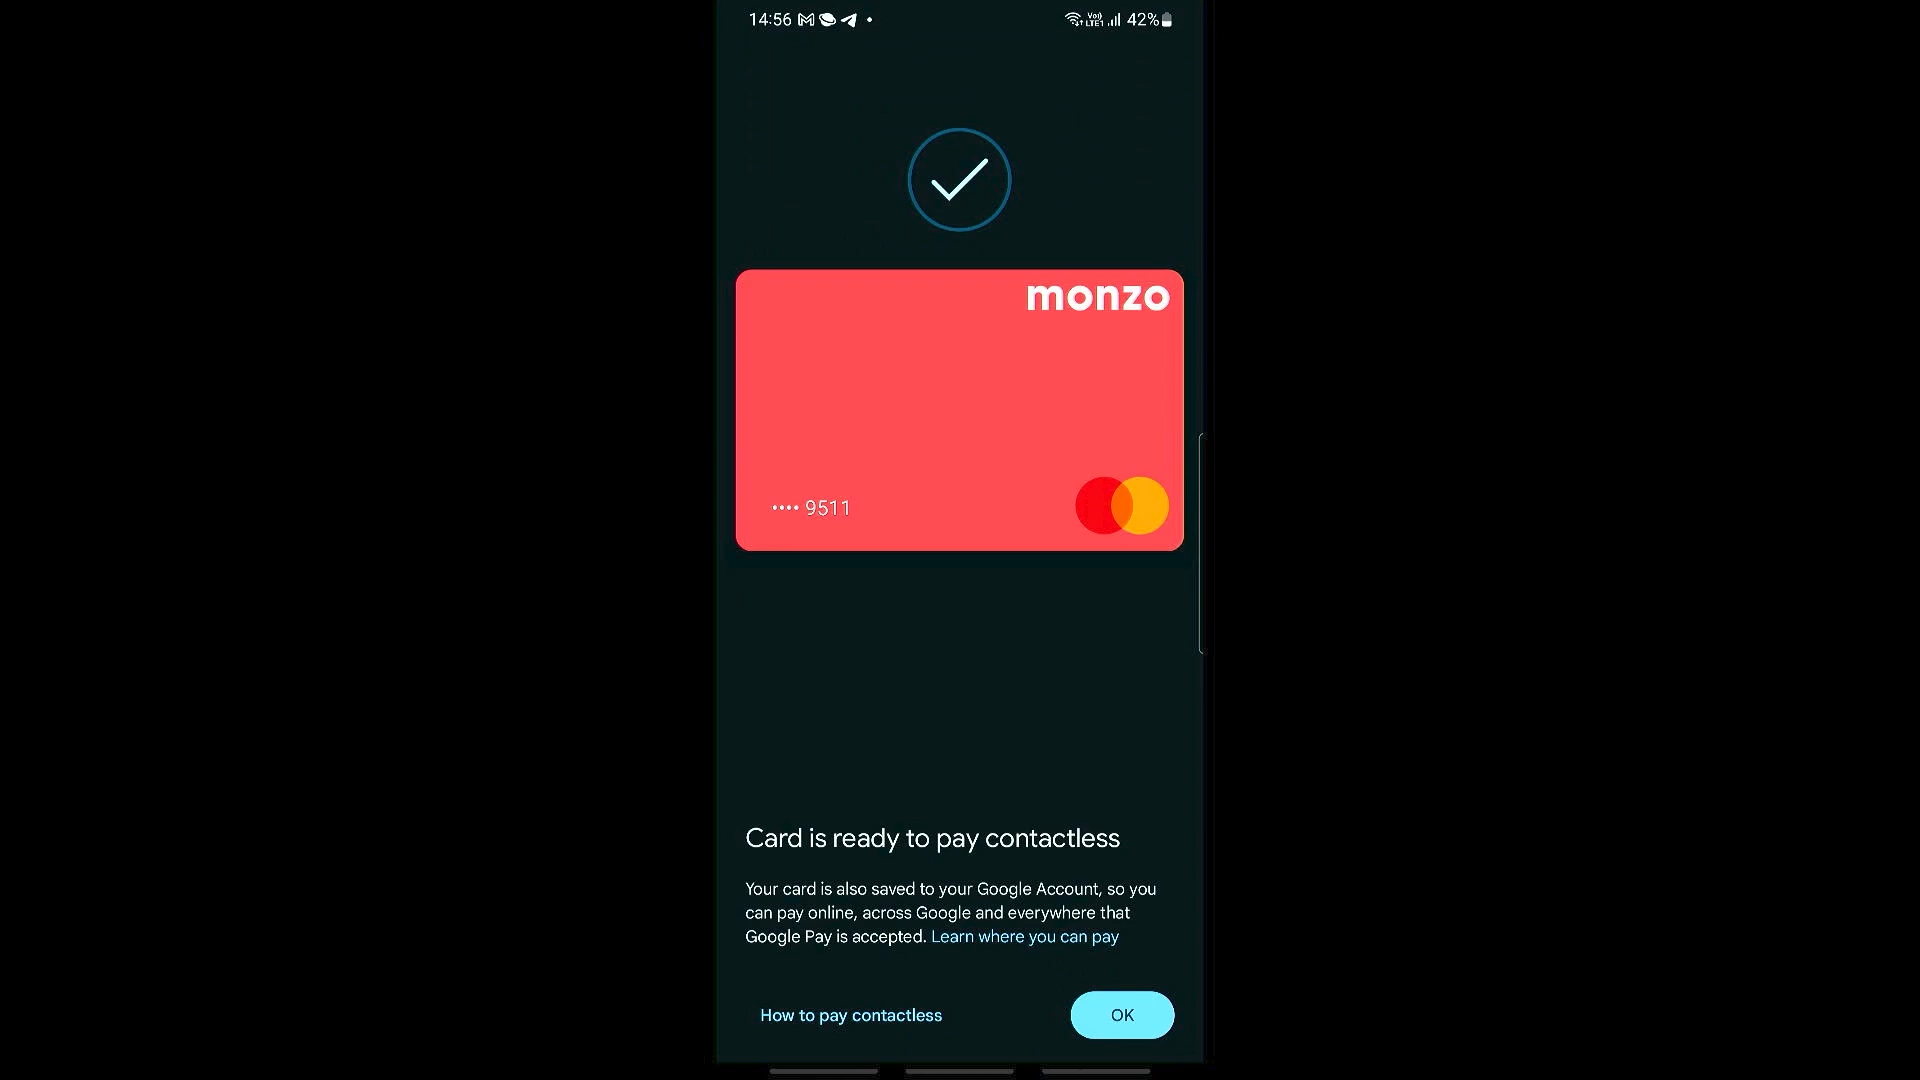 14:56
Vo) LTE1 42%
monzo
•••• 9511
Card is ready to pay contactless
Your card is also saved to your Google Account, so you
can pay online, across Google and everywhere that
Google Pay is accepted. Learn where you can pay
How to pay contactless
OK